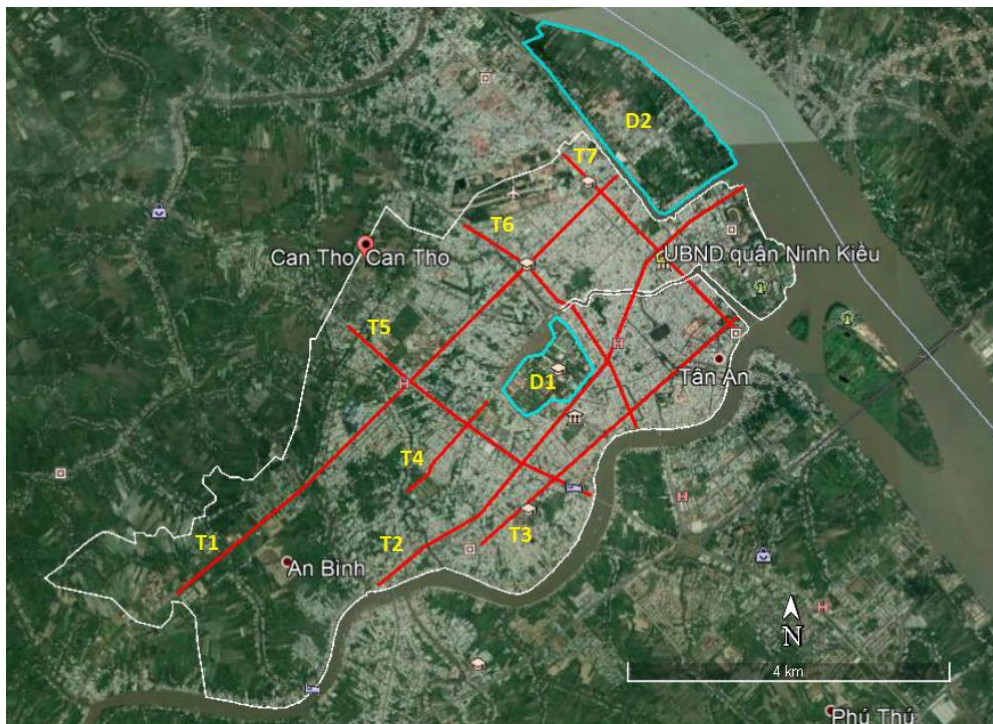 D2
T7
T6
Can Tho Can Tho
UBND quận Ninh Kiều
T5
D1
Tân An
T4
T1
T2
T3
An Bình
N
4 km
Phú Thứ